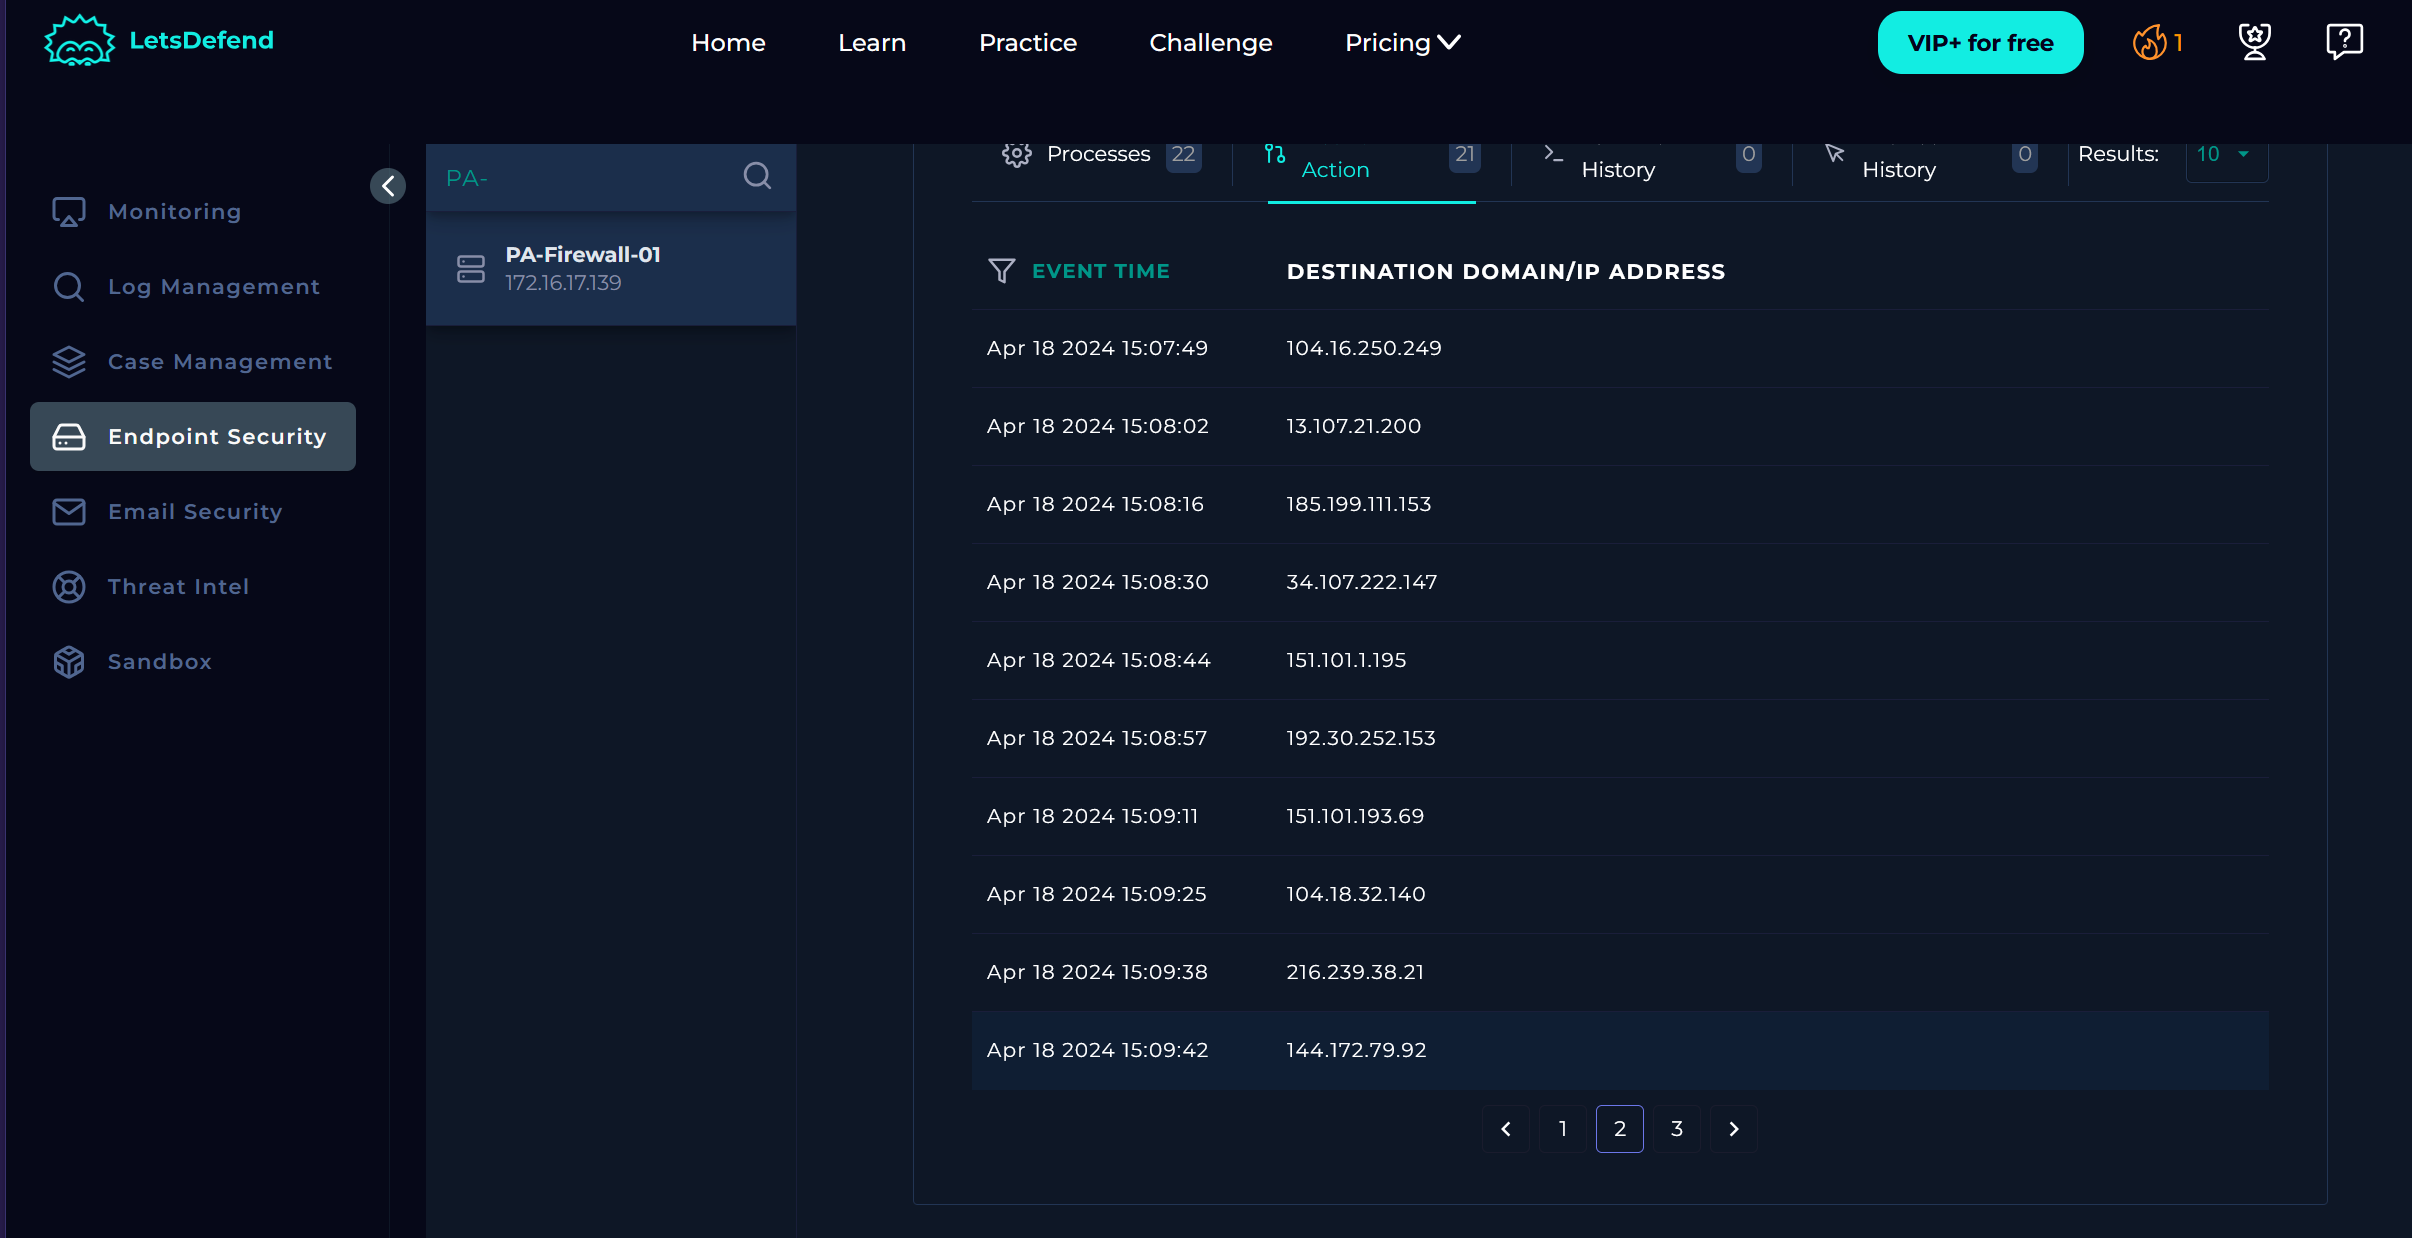 LetsDefend
Home
Learn
Practice
Challenge
Pricing
VIP+ for free
1
Monitoring
Log Management
Case Management
Endpoint Security
Email Security
Threat Intel
Sandbox
PA-
PA-Firewall-01
172.16.17.139
Processes 22
Action 21
History 0
History 0
Results: 10
EVENT TIME DESTINATION DOMAIN/IP ADDRESS
Apr 18 2024 15:07:49 104.16.250.249
Apr 18 2024 15:08:02 13.107.21.200
Apr 18 2024 15:08:16 185.199.111.153
Apr 18 2024 15:08:30 34.107.222.147
Apr 18 2024 15:08:44 151.101.1.195
Apr 18 2024 15:08:57 192.30.252.153
Apr 18 2024 15:09:11 151.101.193.69
Apr 18 2024 15:09:25 104.18.32.140
Apr 18 2024 15:09:38 216.239.38.21
Apr 18 2024 15:09:42 144.172.79.92
1 2 3